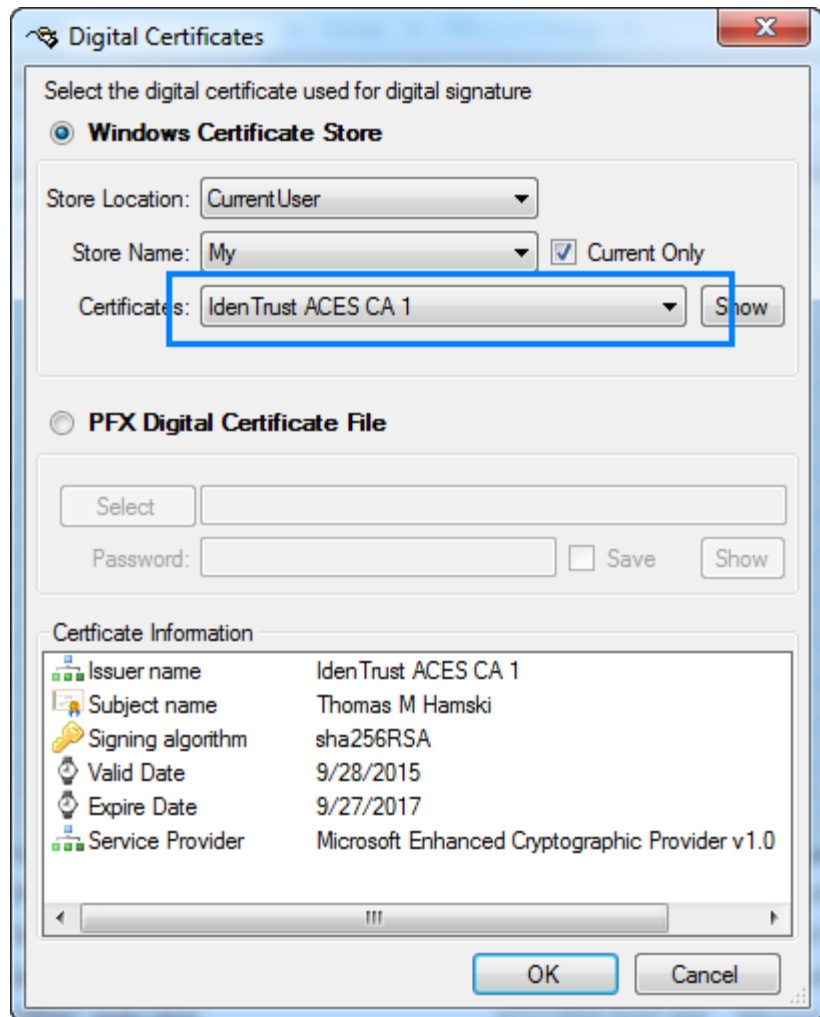 Digital Certificates
Select the digital certificate used for digital signature
Windows Certificate Store
Store Location: CurrentUser
Store Name: My Current Only
Certificates: IdenTrust ACES CA 1 Show
PFX Digital Certificate File
Select
Password: Save Show
Certficate Information
Issuer name IdenTrust ACES CA 1
Subject name Thomas M Hamski
Signing algorithm sha256RSA
Valid Date 9/28/2015
Expire Date 9/27/2017
Service Provider Microsoft Enhanced Cryptographic Provider v1.0
OK Cancel